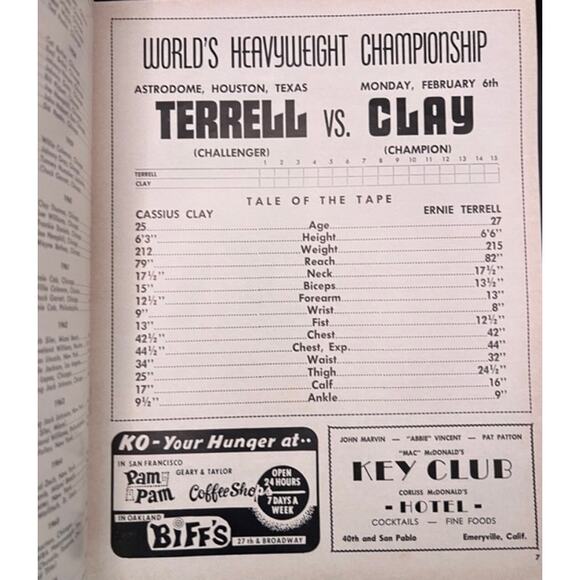 WORLD'S HEAVYWEIGHT CHAMPIONSHIP
ASTRODOME, HOUSTON, TEXAS MONDAY, FEBRUARY 6th
TERRELL VS. CLAY
(CHALLENGER) (CHAMPION)
1 2 3 4 5 6 7 8 9 10 11 12 13 14 15
TERRELL
CLAY
TALE OF THE TAPE
CASSIUS CLAY ERNIE TERRELL
25 Age 27
6'3" Height 6'6"
212 Weight 215
79" Reach 82"
17½" Neck 17½"
15" Biceps 13½"
12½" Forearm 13"
9" Wrist 8"
13" Fist 12½"
42½" Chest 42"
44½" Chest, Exp. 44"
34" Waist 32"
25" Thigh 24½"
17" Calf 16"
9½" Ankle 9"
KO - Your Hunger at..
IN SAN FRANCISCO
GEARY & TAYLOR
Pam Pam Coffee Shops
OPEN
24 HOURS
7 DAYS A
WEEK
IN OAKLAND
BIFF'S
27th & BROADWAY
JOHN MARVIN - "ABBIE" VINCENT - PAT PATTON
"MAC" McDONALD'S
KEY CLUB
CORLISS McDONALD'S
- HOTEL -
COCKTAILS — FINE FOODS
40th and San Pablo Emeryville, Calif.
7